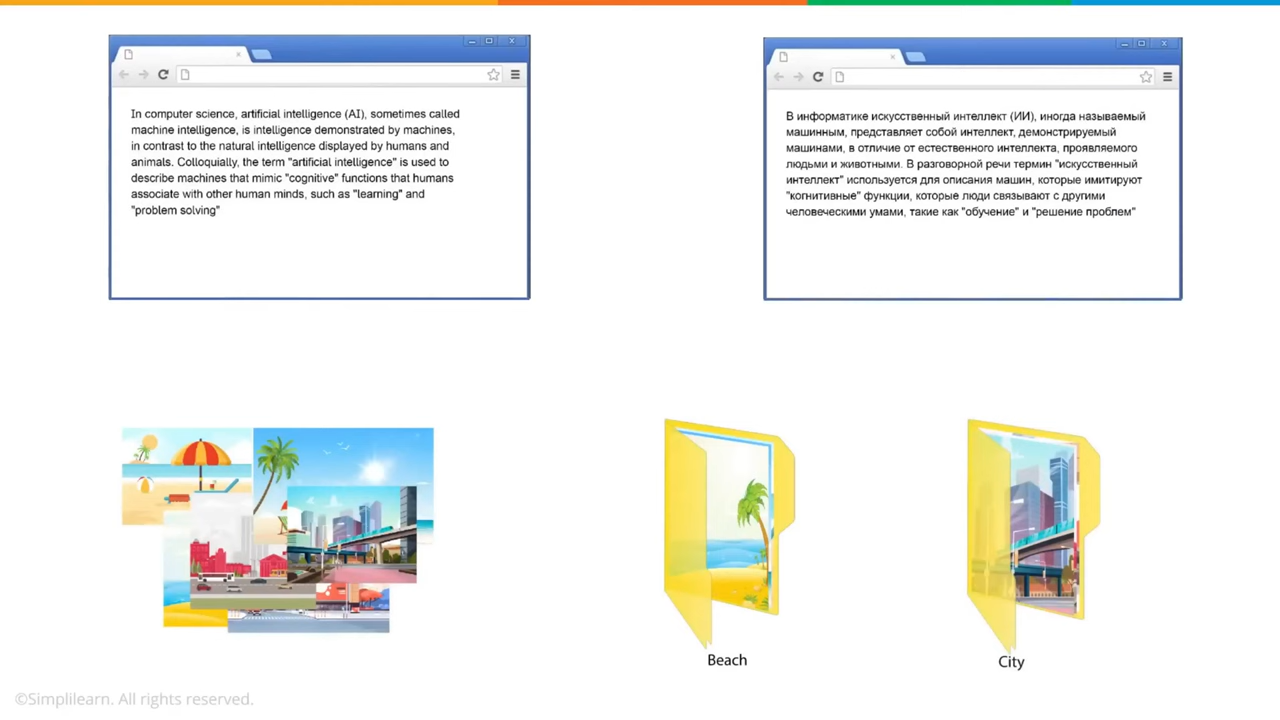 In computer science, artificial intelligence (AI), sometimes called
machine intelligence, is intelligence demonstrated by machines,
in contrast to the natural intelligence displayed by humans and
animals. Colloquially, the term "artificial intelligence" is used to
describe machines that mimic "cognitive" functions that humans
associate with other human minds, such as "learning" and
"problem solving"
В информатике искусственный интеллект (ИИ), иногда называемый
машинным, представляет собой интеллект, демонстрируемый
машинами, в отличие от естественного интеллекта, проявляемого
людьми и животными. В разговорной речи термин "искусственный
интеллект" используется для описания машин, которые имитируют
"когнитивные" функции, которые люди связывают с другими
человеческими умами, такие как "обучение" и "решение проблем"
Beach
City
©Simplilearn. All rights reserved.